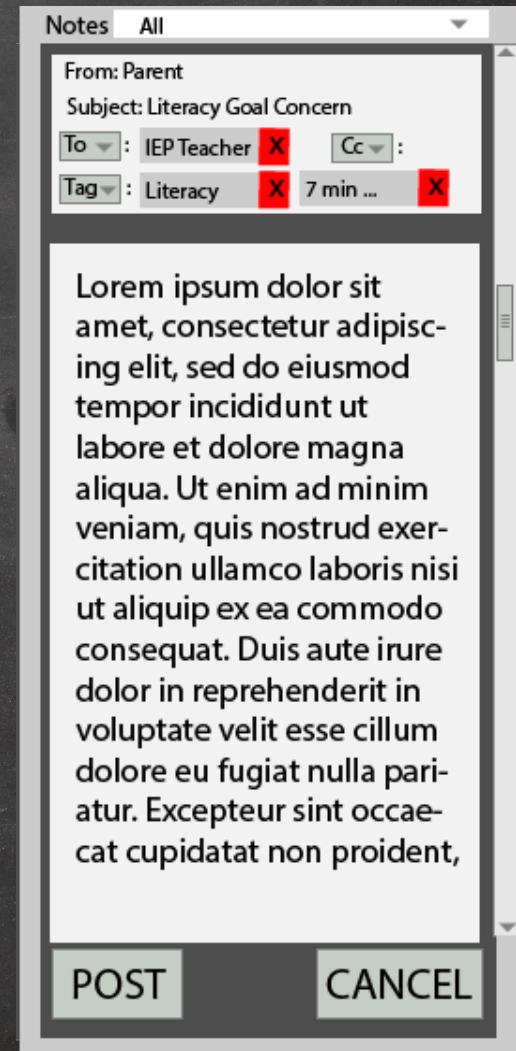 Notes All
From: Parent
Subject: Literacy Goal Concern
To : IEP Teacher X Cc :
Tag : Literacy X 7 min ... X
Lorem ipsum dolor sit
amet, consectetur adipisc-
ing elit, sed do eiusmod
tempor incididunt ut
labore et dolore magna
aliqua. Ut enim ad minim
veniam, quis nostrud exer-
citation ullamco laboris nisi
ut aliquip ex ea commodo
consequat. Duis aute irure
dolor in reprehenderit in
voluptate velit esse cillum
dolore eu fugiat nulla pari-
atur. Excepteur sint occae-
cat cupidatat non proident,
POST CANCEL